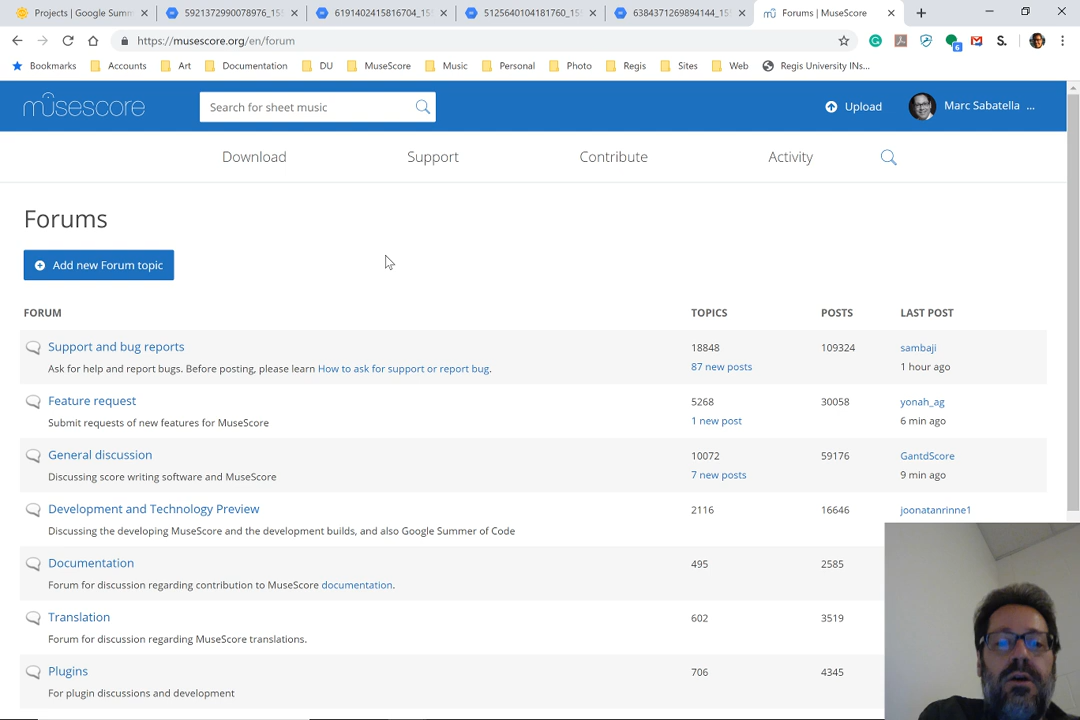 Projects | Google Summ
5921372990078976_15
6191402415816704_15
5125640104181760_15
6384371269894144_15
Forums | MuseScore
https://musescore.org/en/forum
6
S.
Bookmarks Accounts Art Documentation DU MuseScore Music Personal Photo Regis Sites Web Regis University INs...
musescore
Search for sheet music
Upload
Marc Sabatella ...
Download Support Contribute Activity
Forums
Add new Forum topic
FORUM TOPICS POSTS LAST POST
Support and bug reports 18848 109324 sambaji
Ask for help and report bugs. Before posting, please learn How to ask for support or report bug. 87 new posts 1 hour ago
Feature request 5268 30058 yonah_ag
Submit requests of new features for MuseScore 1 new post 6 min ago
General discussion 10072 59176 GantdScore
Discussing score writing software and MuseScore 7 new posts 9 min ago
Development and Technology Preview 2116 16646 joonatanrinne1
Discussing the developing MuseScore and the development builds, and also Google Summer of Code
Documentation 495 2585
Forum for discussion regarding contribution to MuseScore documentation.
Translation 602 3519
Forum for discussion regarding MuseScore translations.
Plugins 706 4345
For plugin discussions and development